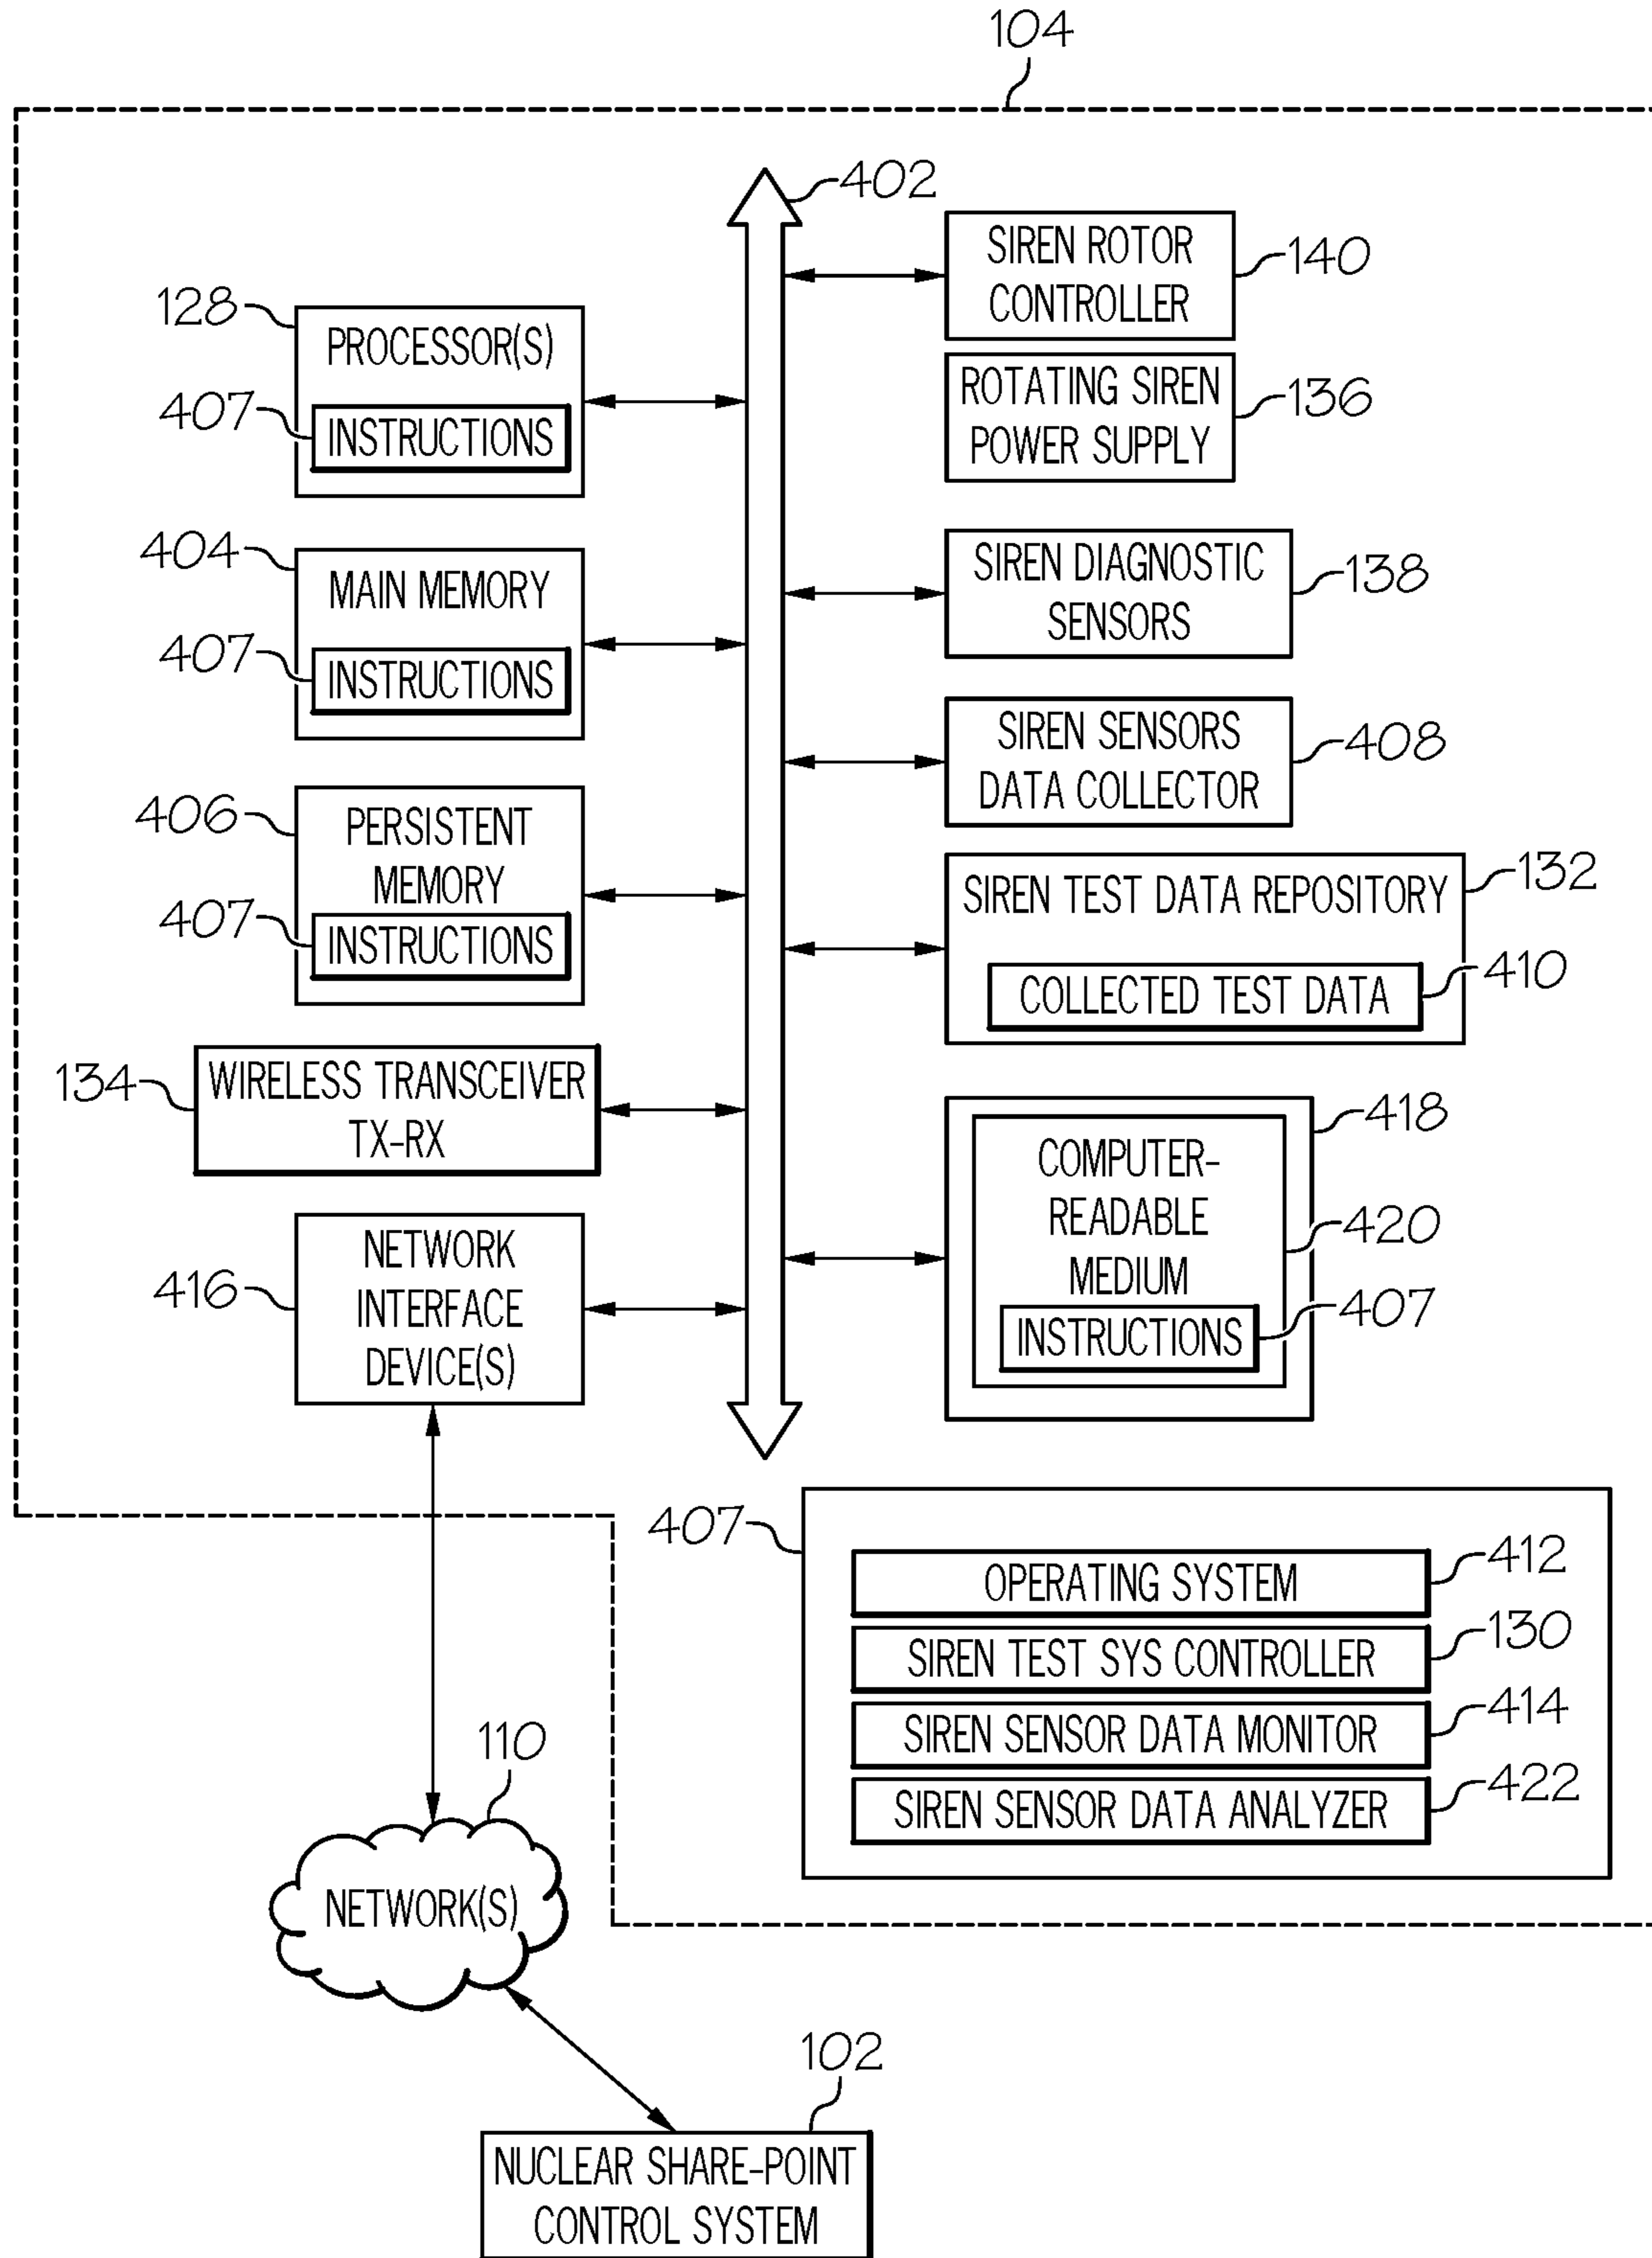 104
402
SIREN ROTOR
CONTROLLER
140
128
PROCESSOR(S)
407
INSTRUCTIONS
ROTATING SIREN
POWER SUPPLY
136
404
MAIN MEMORY
407
INSTRUCTIONS
SIREN DIAGNOSTIC
SENSORS
138
SIREN SENSORS
DATA COLLECTOR
408
406
PERSISTENT
MEMORY
407
INSTRUCTIONS
SIREN TEST DATA REPOSITORY
132
COLLECTED TEST DATA
410
134
WIRELESS TRANSCEIVER
TX-RX
418
COMPUTER-
READABLE
MEDIUM
420
INSTRUCTIONS
407
416
NETWORK
INTERFACE
DEVICE(S)
407
OPERATING SYSTEM
412
SIREN TEST SYS CONTROLLER
130
SIREN SENSOR DATA MONITOR
414
SIREN SENSOR DATA ANALYZER
422
110
NETWORK(S)
102
NUCLEAR SHARE-POINT
CONTROL SYSTEM